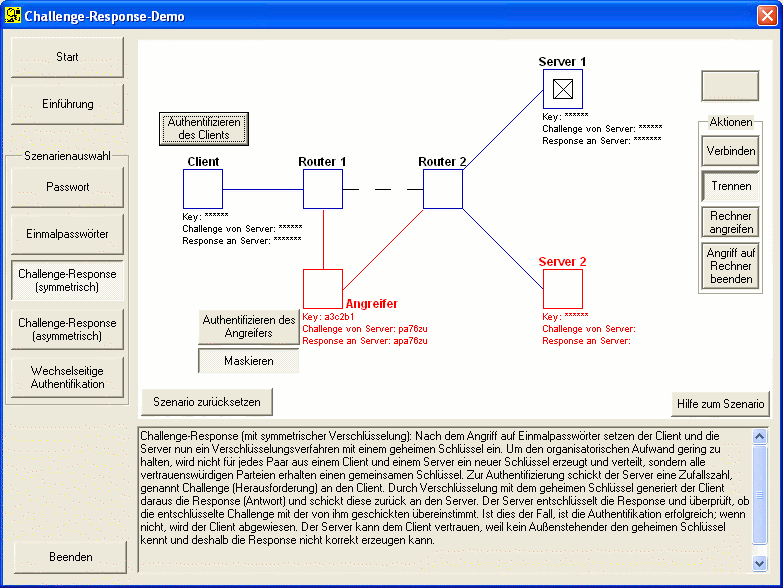 Challenge-Response-Demo
Start
Einführung
Szenarienauswahl
Passwort
Einmalpasswörter
Challenge-Response
(symmetrisch)
Challenge-Response
(asymmetrisch)
Wechselseitige
Authentifikation
Beenden
Authentifizieren
des Clients
Client
Key: ******
Challenge von Server: ******
Response an Server: *******
Router 1
Router 2
Server 1
Key: ******
Challenge von Server: ******
Response an Server: *******
Server 2
Key: ******
Challenge von Server:
Response an Server:
Angreifer
Key: a3c2b1
Challenge von Server: pa76zu
Response an Server: apa76zu
Authentifizieren des
Angreifers
Maskieren
Szenario zurücksetzen
Aktionen
Verbinden
Trennen
Rechner
angreifen
Angriff auf
Rechner
beenden
Hilfe zum Szenario
Challenge-Response (mit symmetrischer Verschlüsselung): Nach dem Angriff auf Einmalpasswörter setzen der Client und die
Server nun ein Verschlüsselungsverfahren mit einem geheimen Schlüssel ein. Um den organisatorischen Aufwand gering zu
halten, wird nicht für jedes Paar aus einem Client und einem Server ein neuer Schlüssel erzeugt und verteilt, sondern alle
vertrauenswürdigen Parteien erhalten einen gemeinsamen Schlüssel. Zur Authentifizierung schickt der Server eine Zufallszahl,
genannt Challenge (Herausforderung) an den Client. Durch Verschlüsselung mit dem geheimen Schlüssel generiert der Client
daraus die Response (Antwort) und schickt diese zurück an den Server. Der Server entschlüsselt die Response und überprüft, ob
die entschlüsselte Challenge mit der von ihm geschickten übereinstimmt. Ist dies der Fall, ist die Authentifikation erfolgreich; wenn
nicht, wird der Client abgewiesen. Der Server kann dem Client vertrauen, weil kein Außenstehender den geheimen Schlüssel
kennt und deshalb die Response nicht korrekt erzeugen kann.